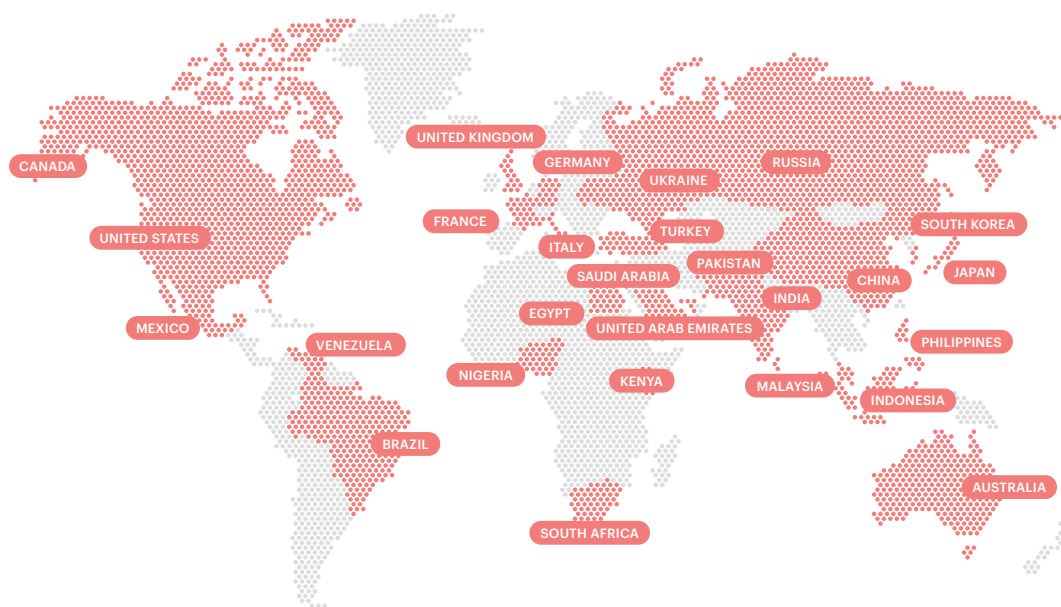 UNITED KINGDOM
CANADA
GERMANY
RUSSIA
UKRAINE
FRANCE
SOUTH KOREA
UNITED STATES
TURKEY
ITALY
PAKISTAN
JAPAN
SAUDI ARABIA
CHINA
INDIA
EGYPT
MEXICO
UNITED ARAB EMIRATES
PHILIPPINES
VENEZUELA
NIGERIA
KENYA
MALAYSIA
INDONESIA
BRAZIL
AUSTRALIA
SOUTH AFRICA